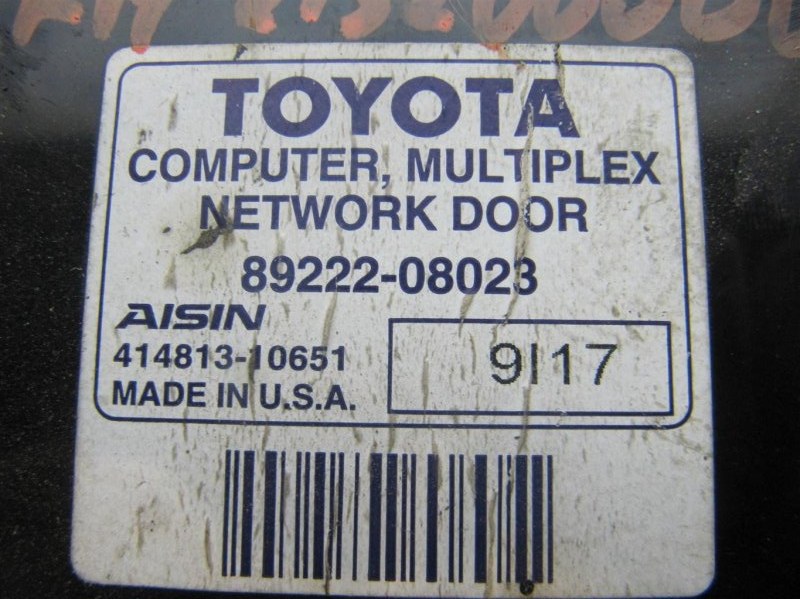 TOYOTA
COMPUTER, MULTIPLEX
NETWORK DOOR
89222-08023
AISIN
414813-10651
9I17
MADE IN U.S.A.